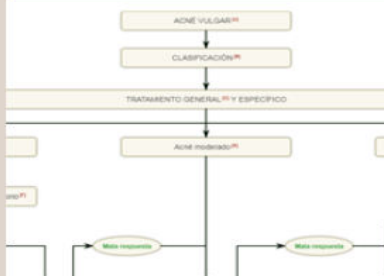 ACNÉ VULGAR
CLASIFICACIÓN
TRATAMIENTO GENERAL Y ESPECÍFICO
Acné moderado
Mala respuesta
Mala respuesta